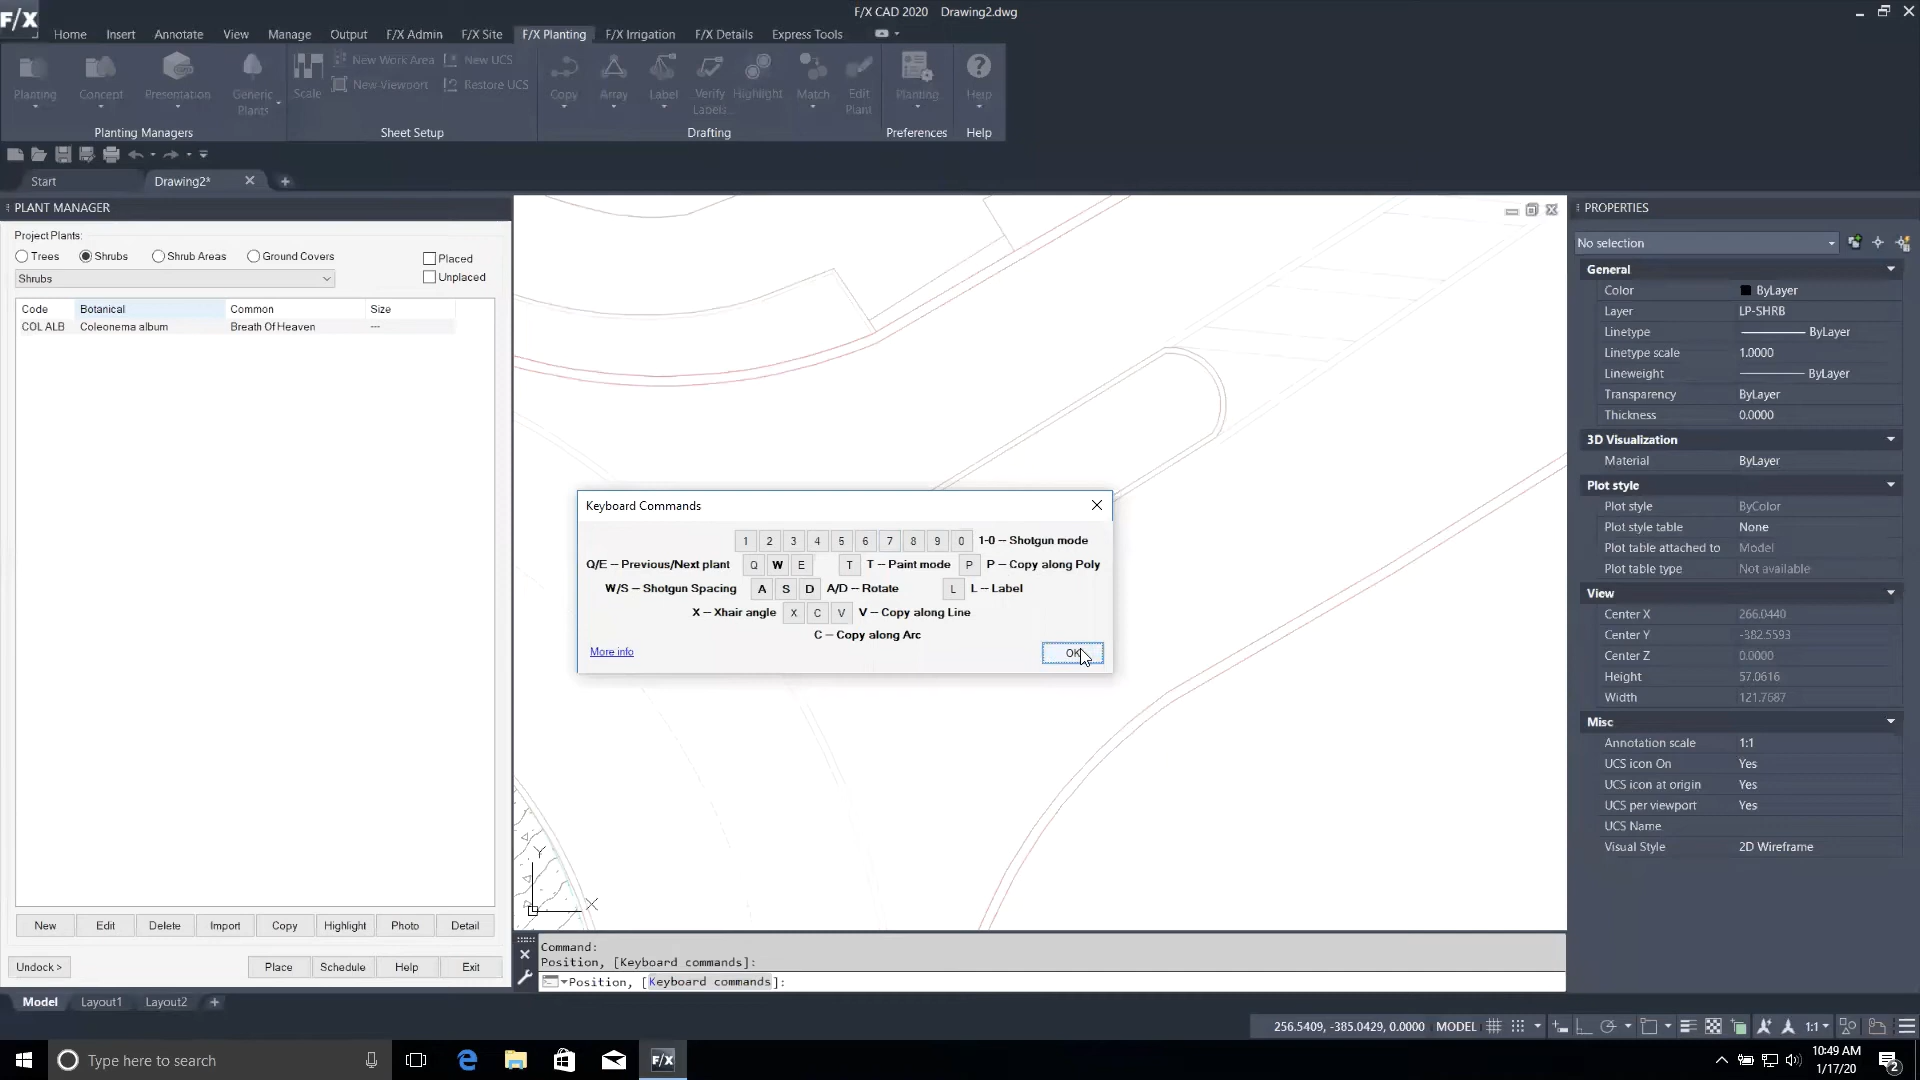 F/X
F/X CAD 2020 Drawing2.dwg
Home Insert Annotate View Manage Output F/X Admin F/X Site F/X Planting F/X Irrigation F/X Details Express Tools
Planting Concept Presentation Generic Plants Scale New Work Area New UCS New Viewport Restore UCS Copy Array Label Verify Labels Highlight Match Edit Plant Planting Help
Planting Managers Sheet Setup Drafting Preferences Help
Start Drawing2*
PLANT MANAGER
Project Plants:
Trees Shrubs Shrub Areas Ground Covers Placed
Shrubs Unplaced
Code Botanical Common Size
COL ALB Coleonema album Breath Of Heaven ---
New Edit Delete Import Copy Highlight Photo Detail
Undock > Place Schedule Help Exit
Keyboard Commands
1 2 3 4 5 6 7 8 9 0 1-0 -- Shotgun mode
Q/E -- Previous/Next plant Q W E T T -- Paint mode P P -- Copy along Poly
W/S -- Shotgun Spacing A S D A/D -- Rotate L L -- Label
X -- Xhair angle X C V V -- Copy along Line
C -- Copy along Arc
More info OK
Y
X
Command:
Position, [Keyboard commands]:
Position, [Keyboard commands]:
PROPERTIES
No selection
General
Color ByLayer
Layer LP-SHRB
Linetype ByLayer
Linetype scale 1.0000
Lineweight ByLayer
Transparency ByLayer
Thickness 0.0000
3D Visualization
Material ByLayer
Plot style
Plot style ByColor
Plot style table None
Plot table attached to Model
Plot table type Not available
View
Center X 266.0440
Center Y -382.5593
Center Z 0.0000
Height 57.0616
Width 121.7687
Misc
Annotation scale 1:1
UCS icon On Yes
UCS icon at origin Yes
UCS per viewport Yes
UCS Name
Visual Style 2D Wireframe
Model Layout1 Layout2
256.5409, -385.0429, 0.0000 MODEL 1:1
Type here to search F/X 10:49 AM
1/17/20 2